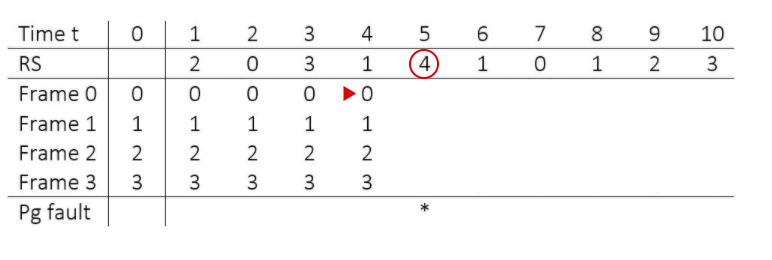 Time t 0 1 2 3 4 5 6 7 8 9 10
RS 2 0 3 1 4 1 0 1 2 3
Frame 0 0 0 0 0 0
Frame 1 1 1 1 1 1
Frame 2 2 2 2 2 2
Frame 3 3 3 3 3 3
Pg fault *